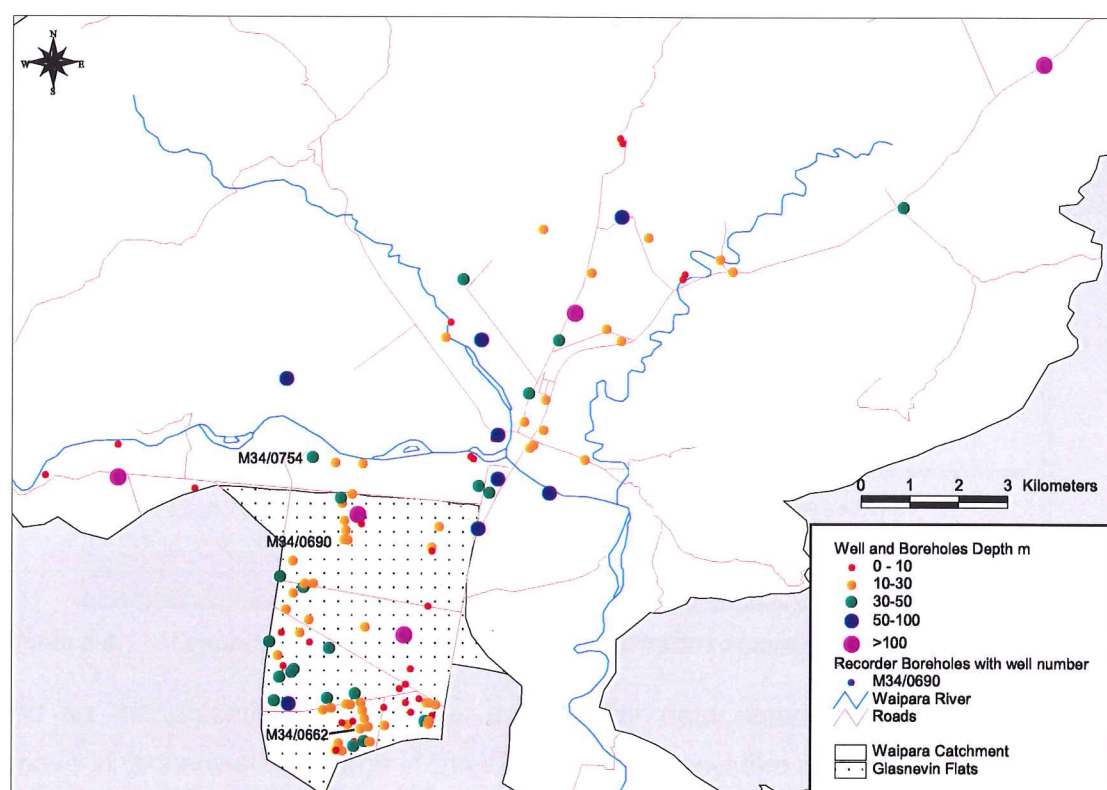 N
W E
S
M34/0754
M34/0690
M34/0662
0 1 2 3 Kilometers
Well and Boreholes Depth m
0 - 10
10-30
30-50
50-100
>100
Recorder Boreholes with well number
M34/0690
Waipara River
Roads
Waipara Catchment
Glasnevin Flats